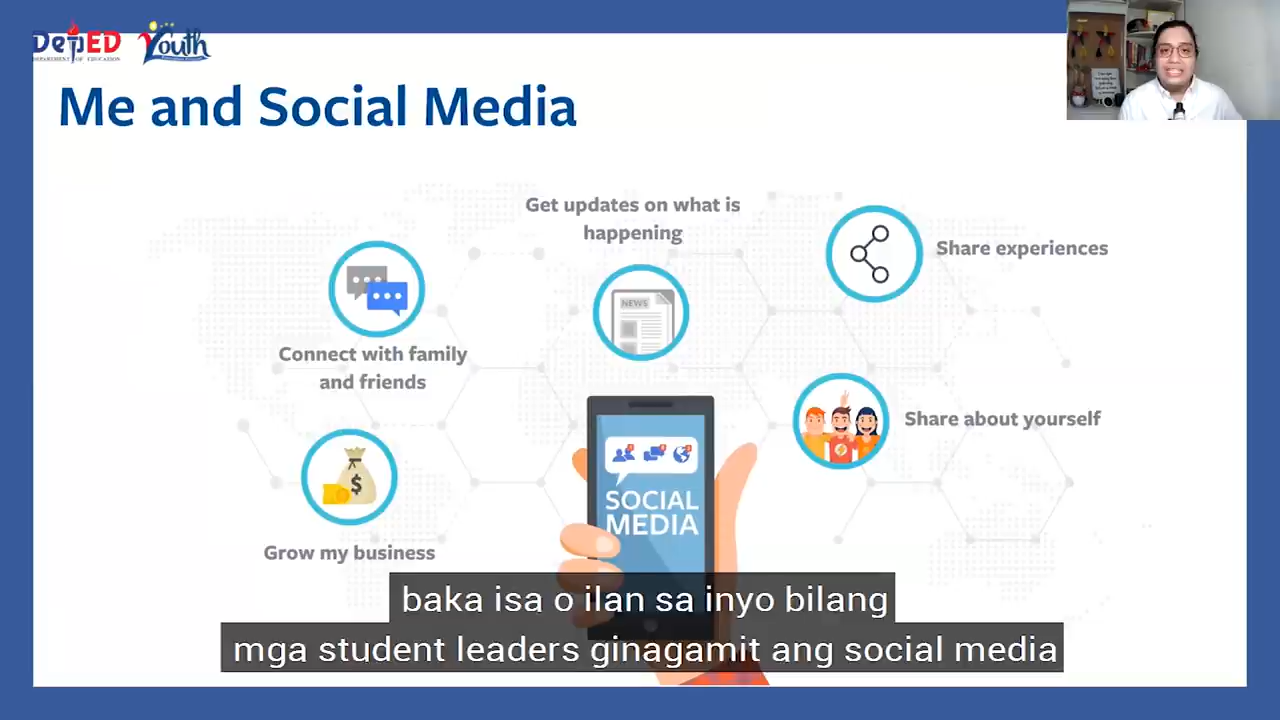 DepED
DEPARTMENT OF EDUCATION
Youth
Me and Social Media
Get updates on what is
happening
Share experiences
NEWS
Connect with family
and friends
Share about yourself
$
SOCIAL
MEDIA
Grow my business
baka isa o ilan sa inyo bilang
mga student leaders ginagamit ang social media